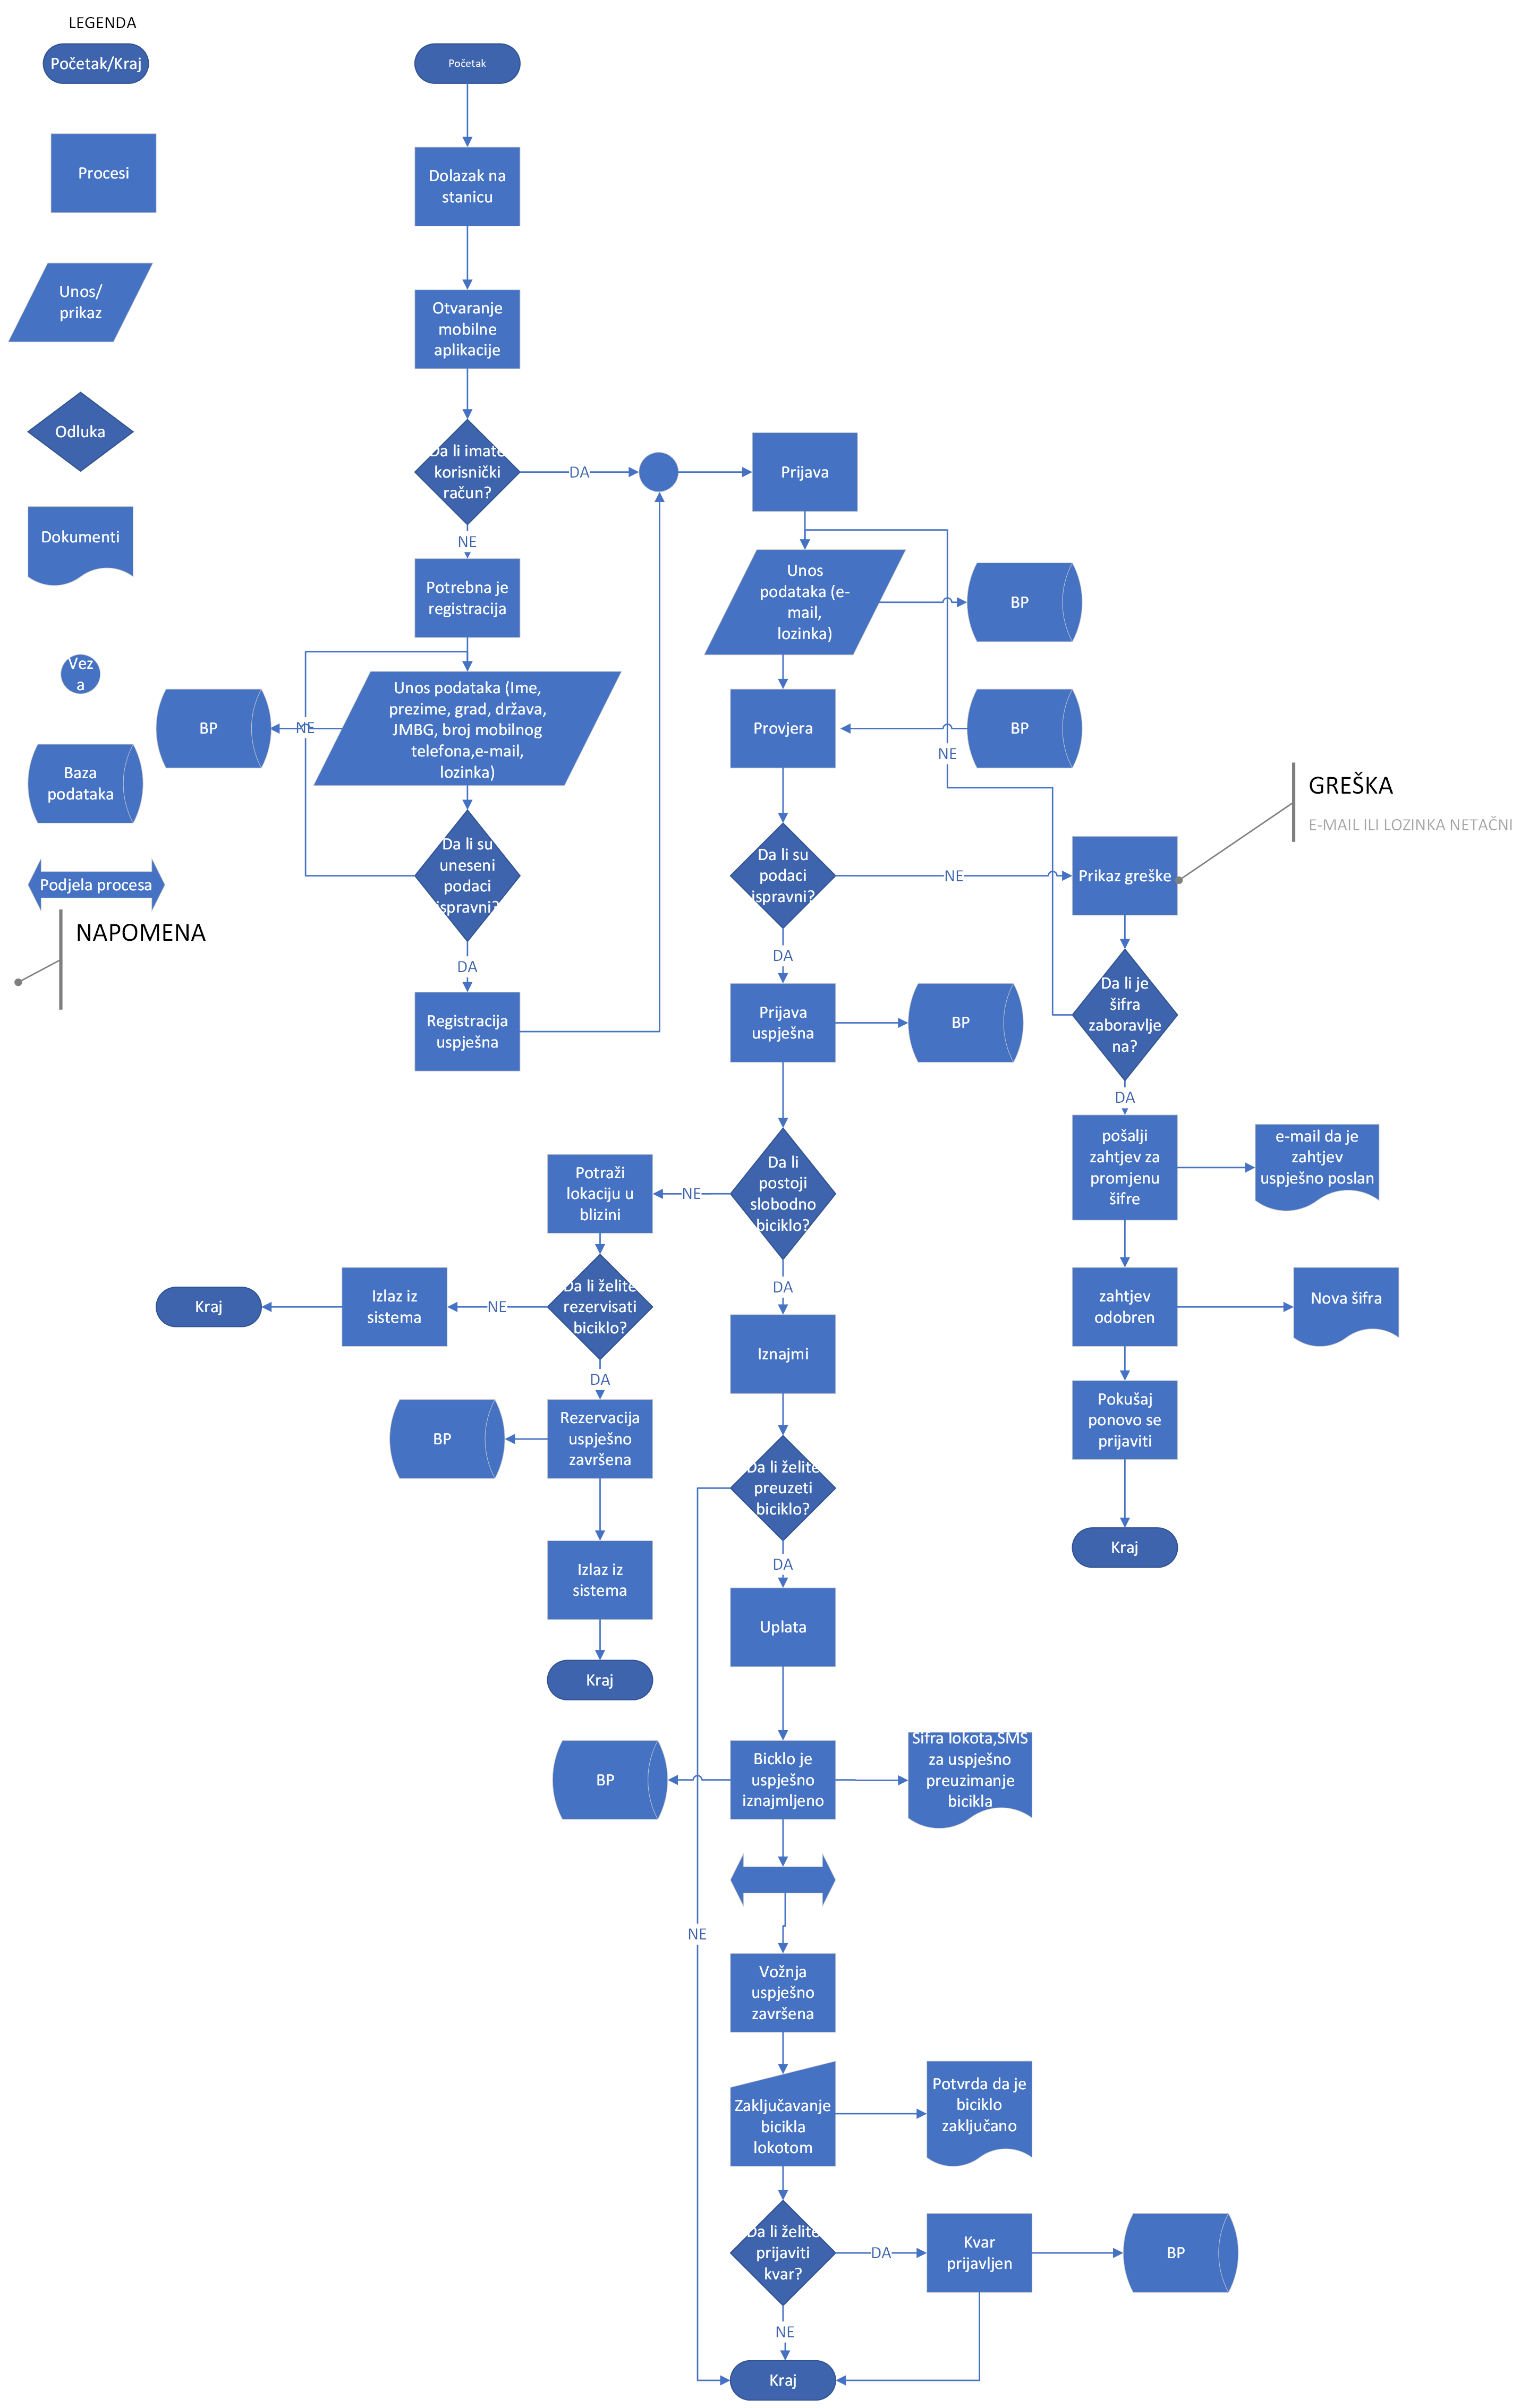 LEGENDA
Početak/Kraj
Procesi
Unos/
prikaz
Odluka
Dokumenti
Vez
a
Baza
podataka
Podjela procesa
NAPOMENA
Početak
Dolazak na
stanicu
Otvaranje
mobilne
aplikacije
Da li imate
korisnički
račun?
DA
NE
Potrebna je
registracija
Unos podataka (Ime,
prezime, grad, država,
JMBG, broj mobilnog
telefona,e-mail,
lozinka)
BP
NE
Da li su
uneseni
podaci
ispravni?
DA
Registracija
uspješna
Prijava
Unos
podataka (e-
mail,
lozinka)
BP
Provjera
BP
NE
Da li su
podaci
ispravni?
NE
Prikaz greške
GREŠKA
E-MAIL ILI LOZINKA NETAČNI
DA
Prijava
uspješna
BP
Da li je
šifra
zaboravlje
na?
DA
pošalji
zahtjev za
promjenu
šifre
e-mail da je
zahtjev
uspješno poslan
zahtjev
odobren
Nova šifra
Pokušaj
ponovo se
prijaviti
Kraj
Da li
postoji
slobodno
biciklo?
NE
Potraži
lokaciju u
blizini
Da li želite
rezervisati
biciklo?
NE
Izlaz iz
sistema
Kraj
DA
Rezervacija
uspješno
završena
BP
Izlaz iz
sistema
Kraj
DA
Iznajmi
Da li želite
preuzeti
biciklo?
DA
Uplata
Bicklo je
uspješno
iznajmljeno
BP
Šifra lokota,SMS
za uspješno
preuzimanje
bicikla
NE
Vožnja
uspješno
završena
Zaključavanje
bicikla
lokotom
Potvrda da je
biciklo
zaključano
Da li želite
prijaviti
kvar?
DA
Kvar
prijavljen
BP
NE
Kraj